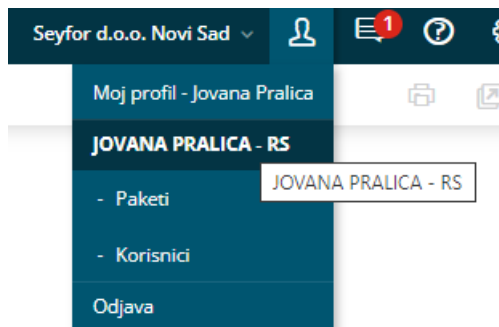 Seyfor d.o.o. Novi Sad
1
Moj profil - Jovana Pralica
JOVANA PRALICA - RS
JOVANA PRALICA - RS
- Paketi
- Korisnici
Odjava